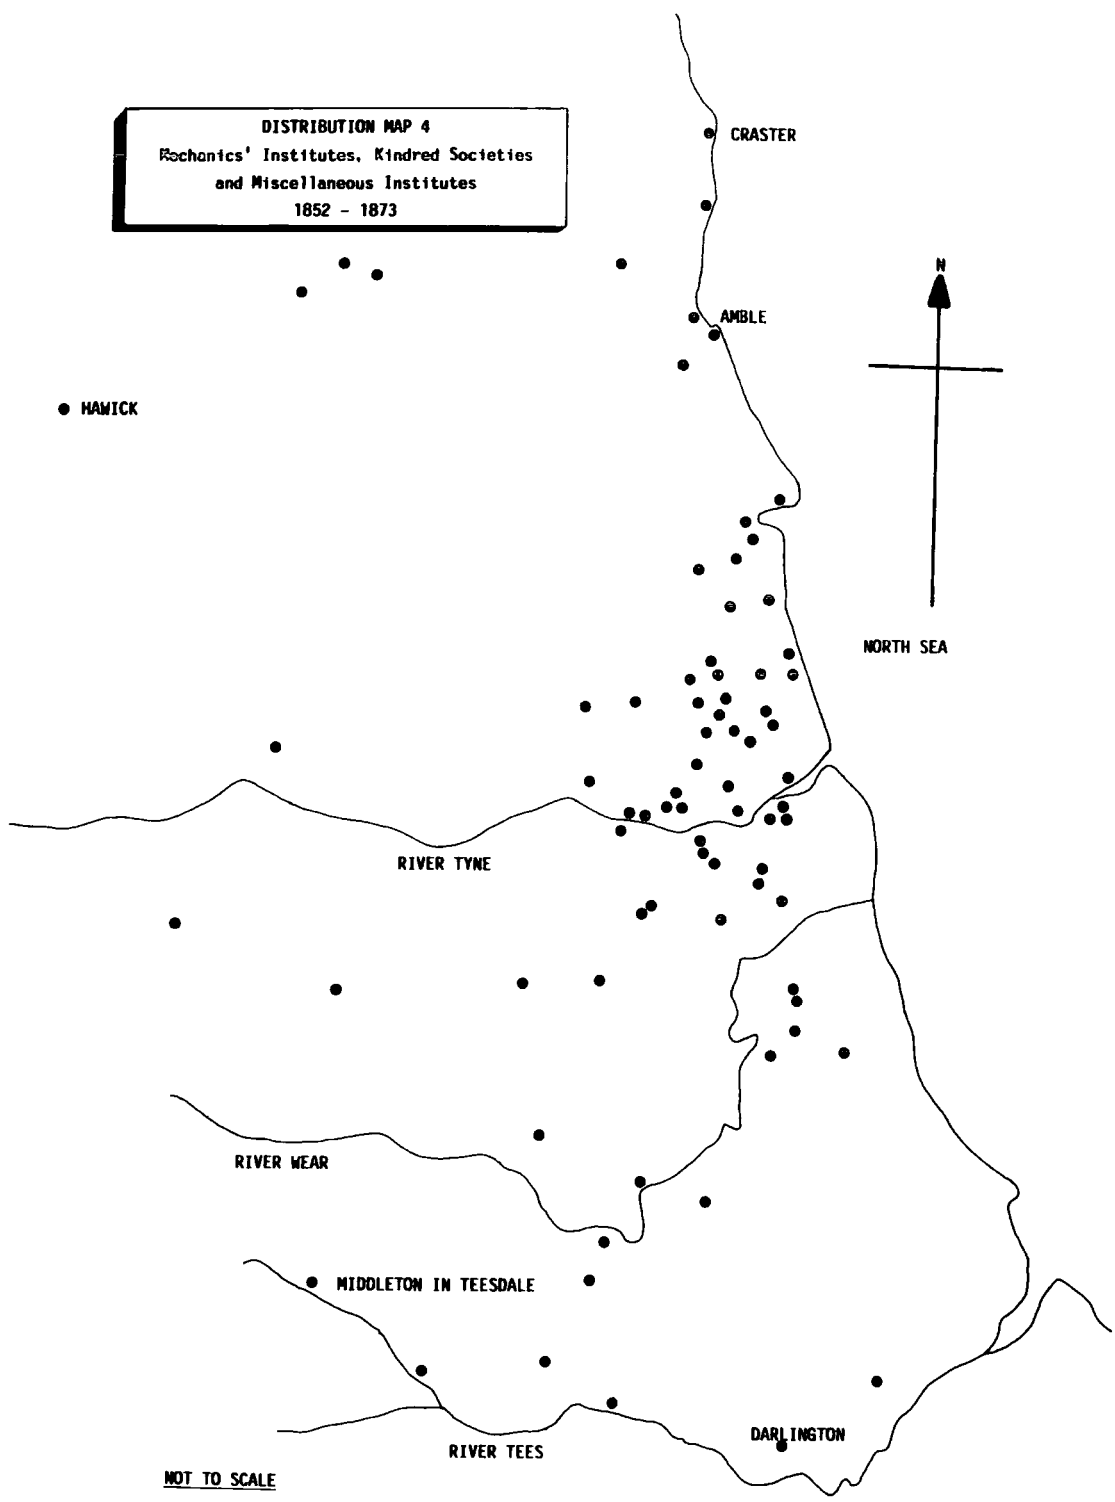 DISTRIBUTION MAP 4
Mechanics' Institutes, Kindred Societies
and Miscellaneous Institutes
1852 - 1873
CRASTER
N
AMBLE
HAWICK
NORTH SEA
RIVER TYNE
RIVER WEAR
MIDDLETON IN TEESDALE
DARLINGTON
RIVER TEES
NOT TO SCALE